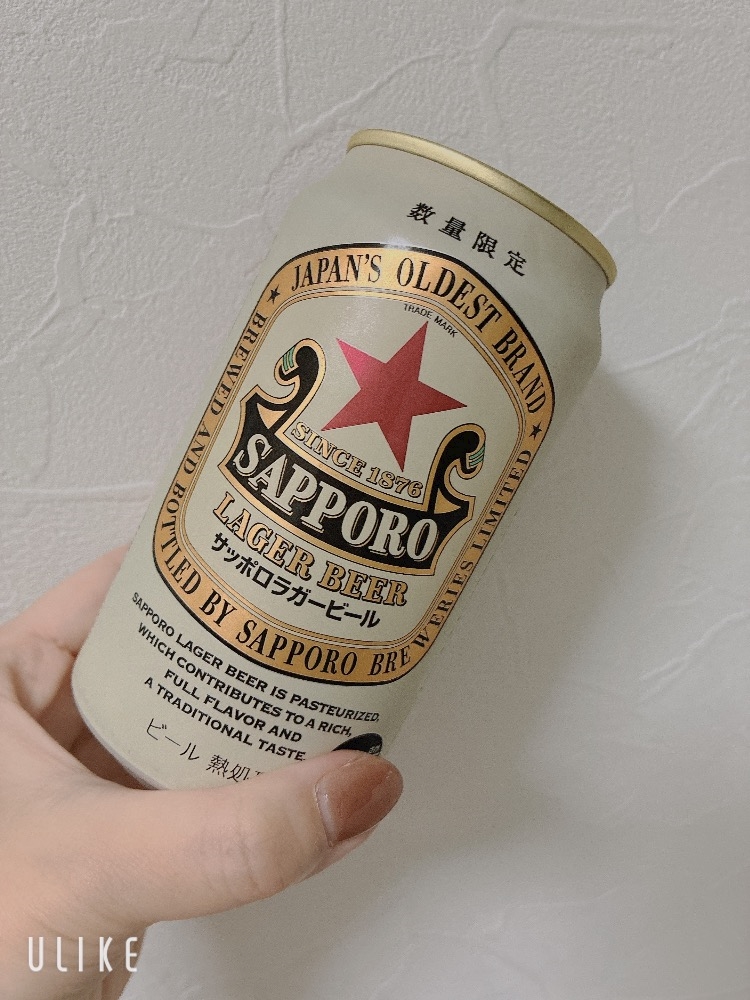 数量限定
JAPAN'S OLDEST BRAND
TRADE MARK
SINCE 1876
SAPPORO
LAGER BEER
サッポロラガービール
BREWED AND BOTTLED BY SAPPORO BREWERIES LIMITED
SAPPORO LAGER BEER IS PASTEURIZED,
WHICH CONTRIBUTES TO A RICH,
FULL FLAVOR AND
A TRADITIONAL TASTE.
ビール 熱処
ULIKE